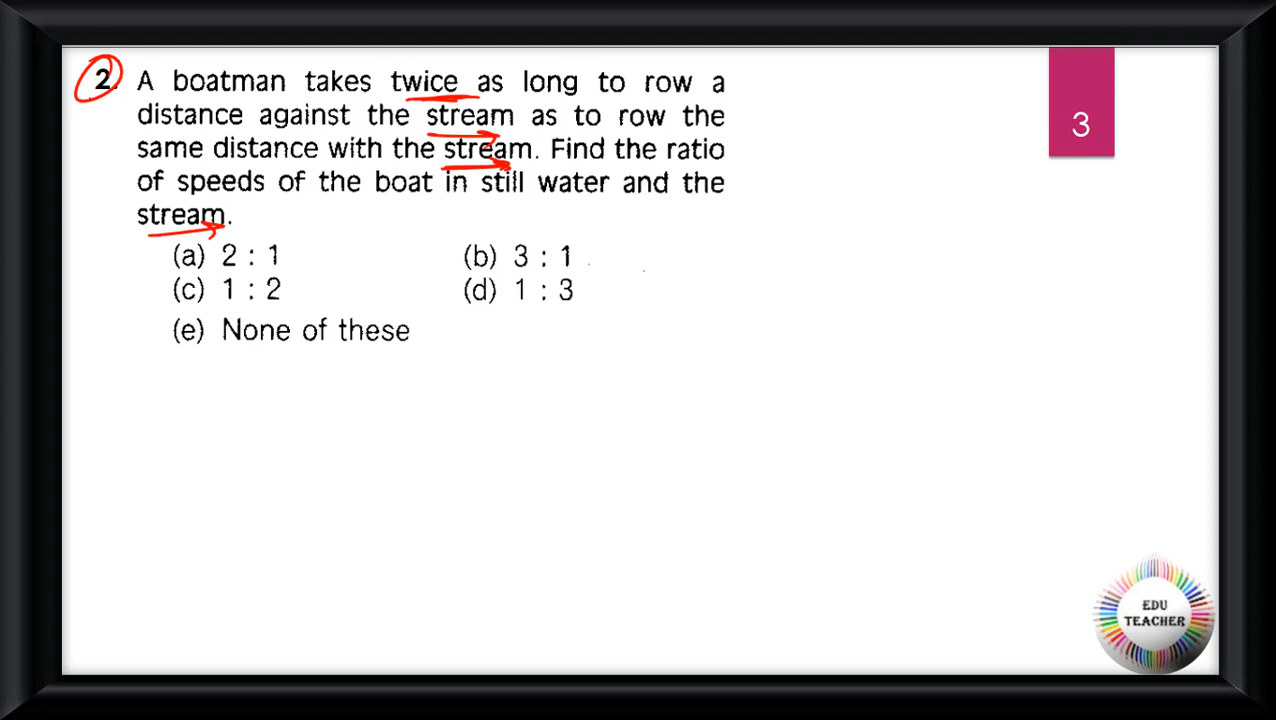 2. A boatman takes twice as long to row a
distance against the stream as to row the
same distance with the stream. Find the ratio
of speeds of the boat in still water and the
stream.
(a) 2 : 1 (b) 3 : 1
(c) 1 : 2 (d) 1 : 3
(e) None of these
3
EDU
TEACHER